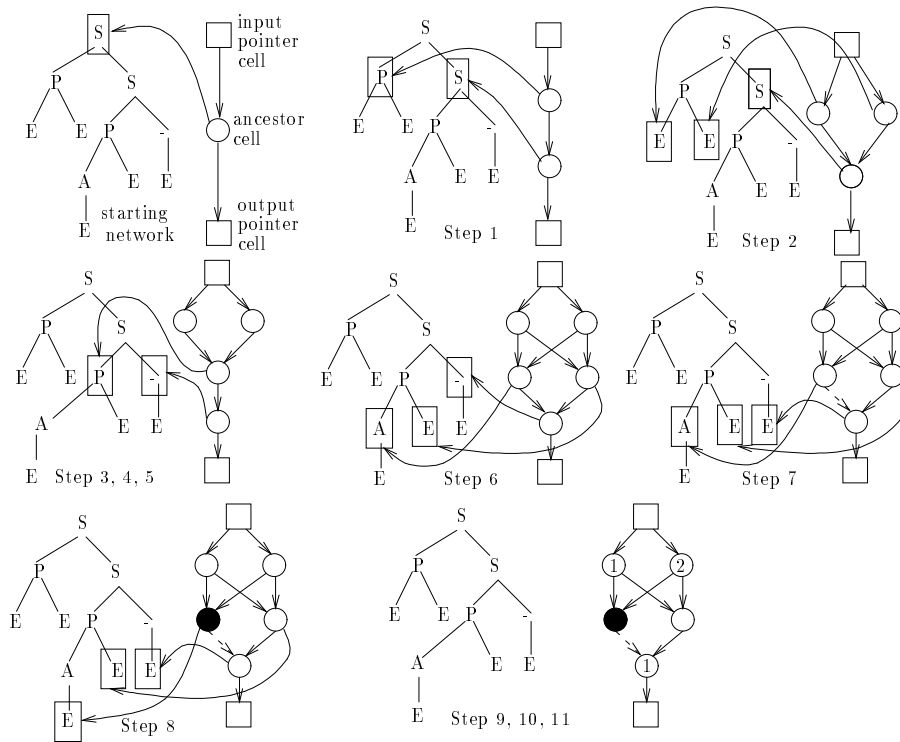 S
input
pointer
cell
P S
E E P -
ancestor
cell
A E E
E
starting
network
output
pointer
cell
S
P S
E E P -
A E E
E
Step 1
S
P S
E E P -
A E E
E
Step 2
S
P S
E E P -
A E E
E
Step 3, 4, 5
S
P S
E E P -
A E E
E
Step 6
S
P S
E E P -
A E E
E
Step 7
S
P S
E E P -
A E E
E
Step 8
S
P S
E E P -
A E E
E
Step 9, 10, 11
1 2
1